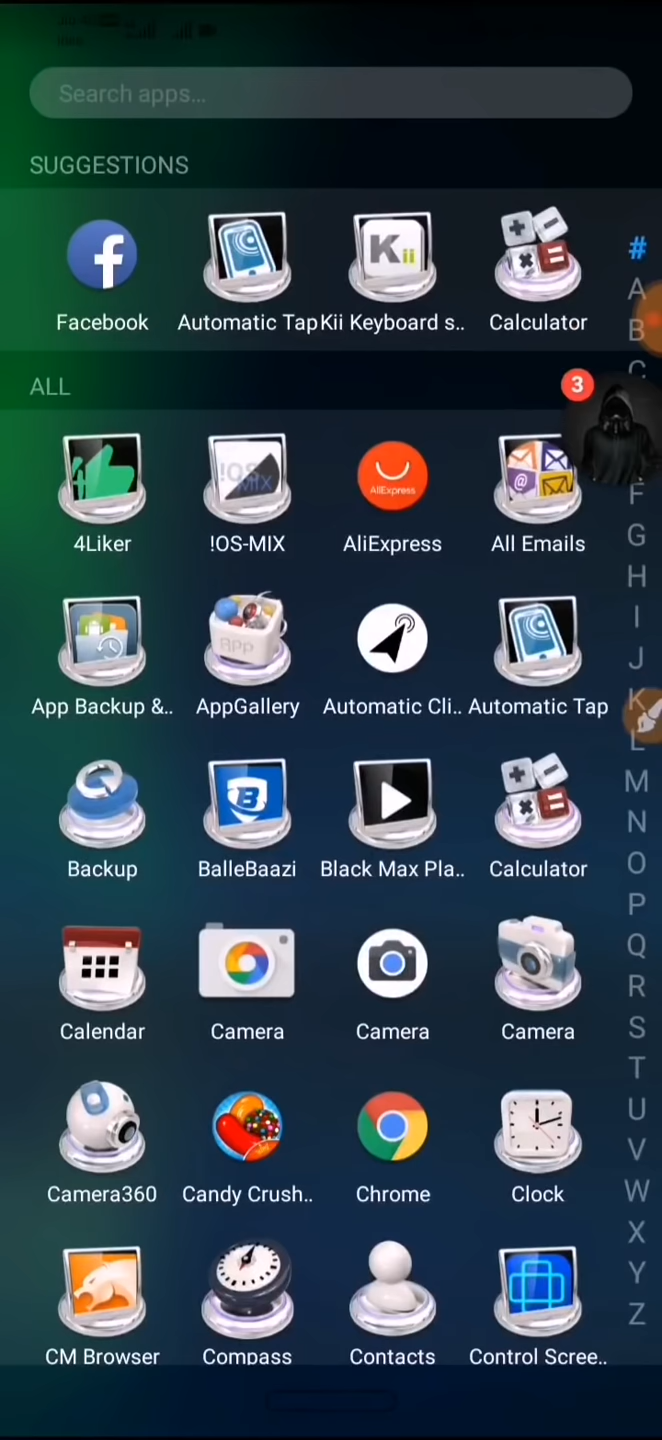 Search apps...
SUGGESTIONS
Facebook
Automatic Tap
Kii Keyboard s..
Calculator
ALL
3
4Liker
!OS-MIX
AliExpress
All Emails
App Backup &..
AppGallery
Automatic Cli..
Automatic Tap
Backup
BalleBaazi
Black Max Pla..
Calculator
Calendar
Camera
Camera
Camera
Camera360
Candy Crush..
Chrome
Clock
CM Browser
Compass
Contacts
Control Scree..
#
A
B
C
F
G
H
I
J
K
L
M
N
O
P
Q
R
S
T
U
V
W
X
Y
Z